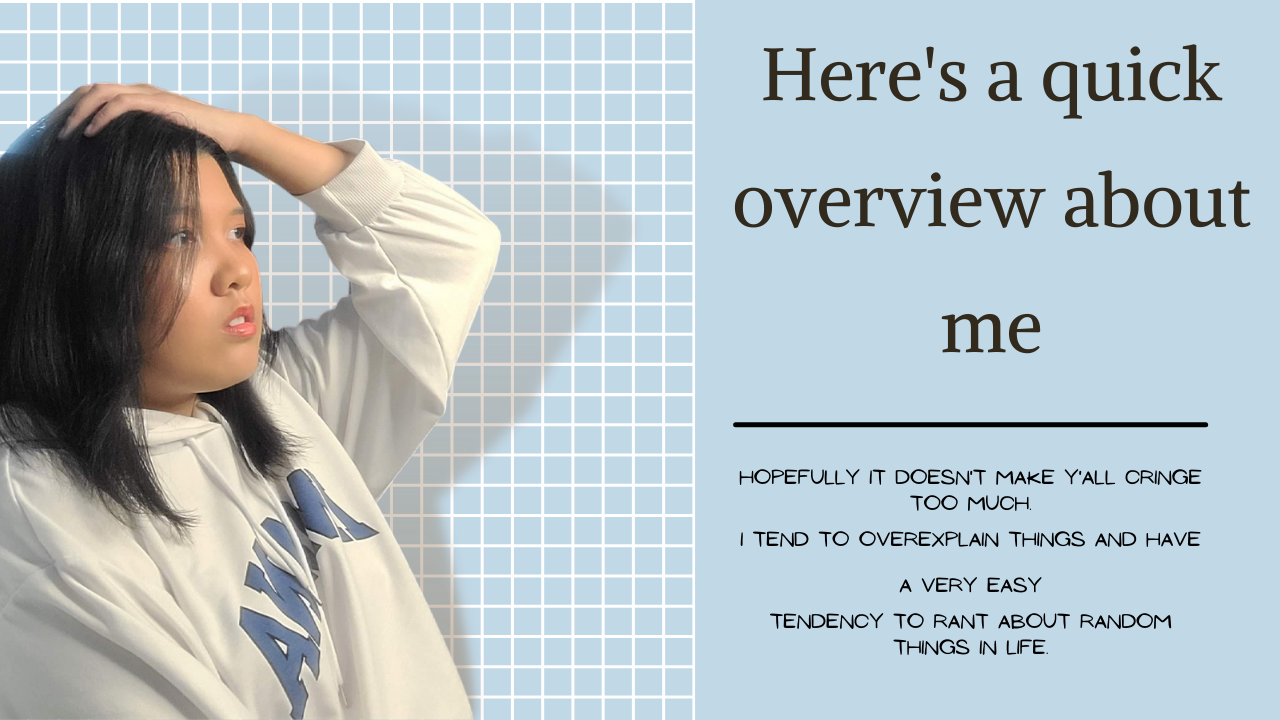 Here's a quick
overview about
me
HOPEFULLY IT DOESN'T MAKE Y'ALL CRINGE
TOO MUCH.
I TEND TO OVEREXPLAIN THINGS AND HAVE
A VERY EASY
TENDENCY TO RANT ABOUT RANDOM
THINGS IN LIFE.